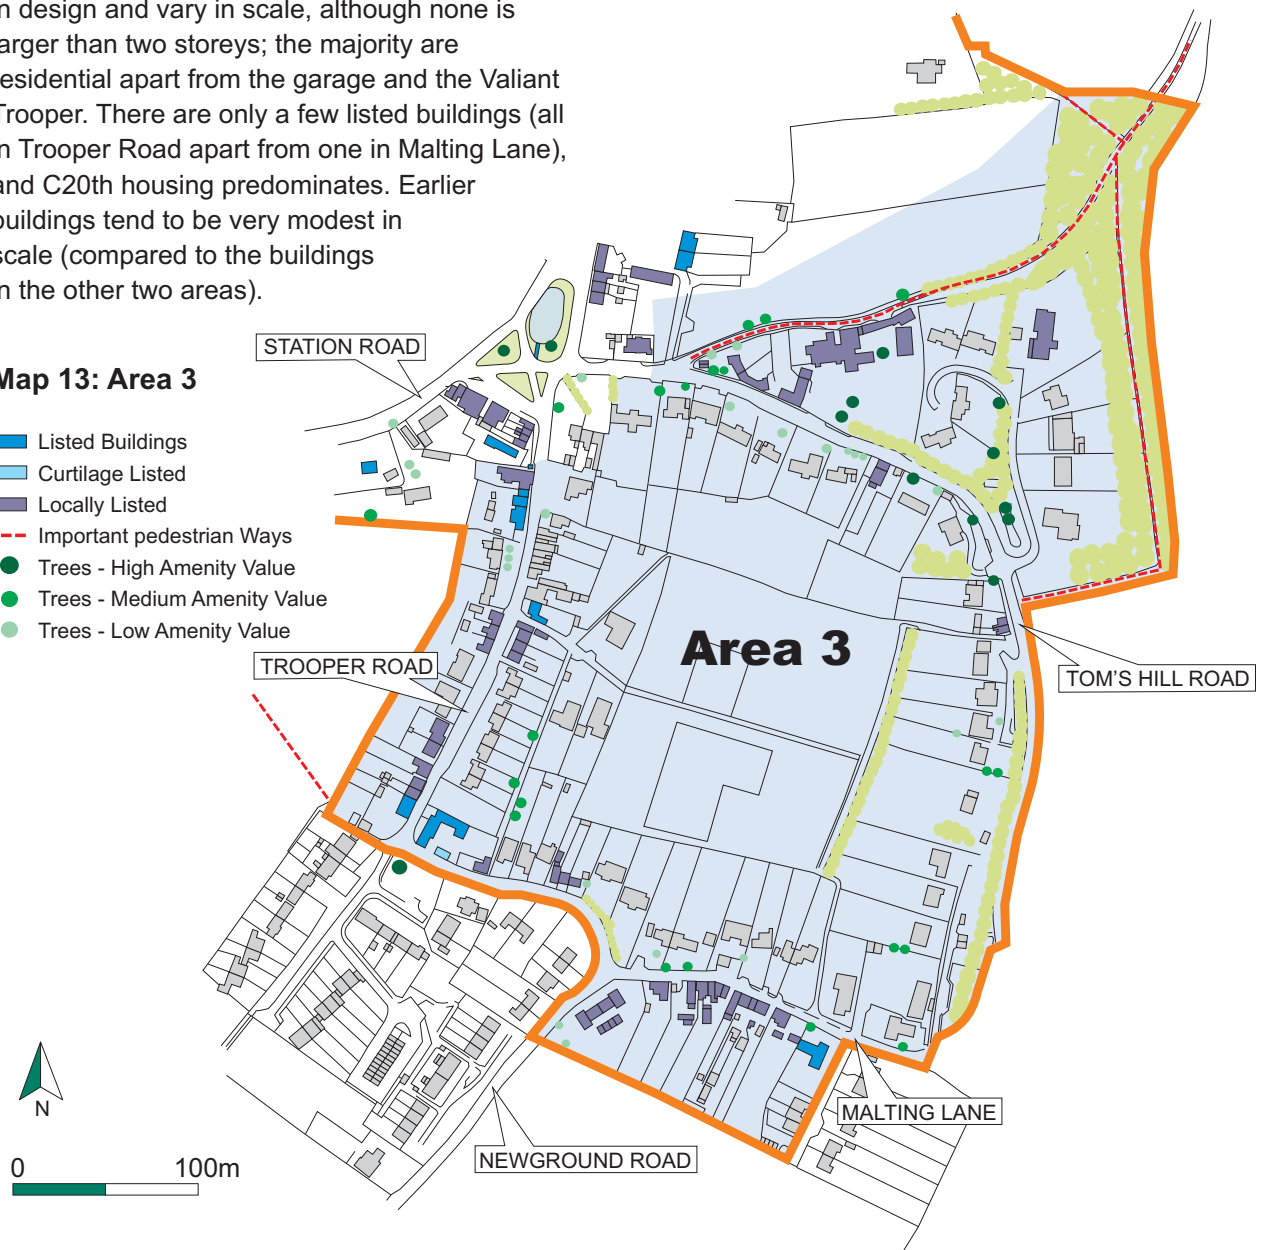 n design and vary in scale, although none is
arger than two storeys; the majority are
residential apart from the garage and the Valiant
Trooper. There are only a few listed buildings (all
n Trooper Road apart from one in Malting Lane),
and C20th housing predominates. Earlier
buildings tend to be very modest in
scale (compared to the buildings
n the other two areas).
STATION ROAD
Map 13: Area 3
Listed Buildings
Curtilage Listed
Locally Listed
Important pedestrian Ways
Trees - High Amenity Value
Trees - Medium Amenity Value
Trees - Low Amenity Value
Area 3
TROOPER ROAD
TOM'S HILL ROAD
N
MALTING LANE
NEWGROUND ROAD
0 100m